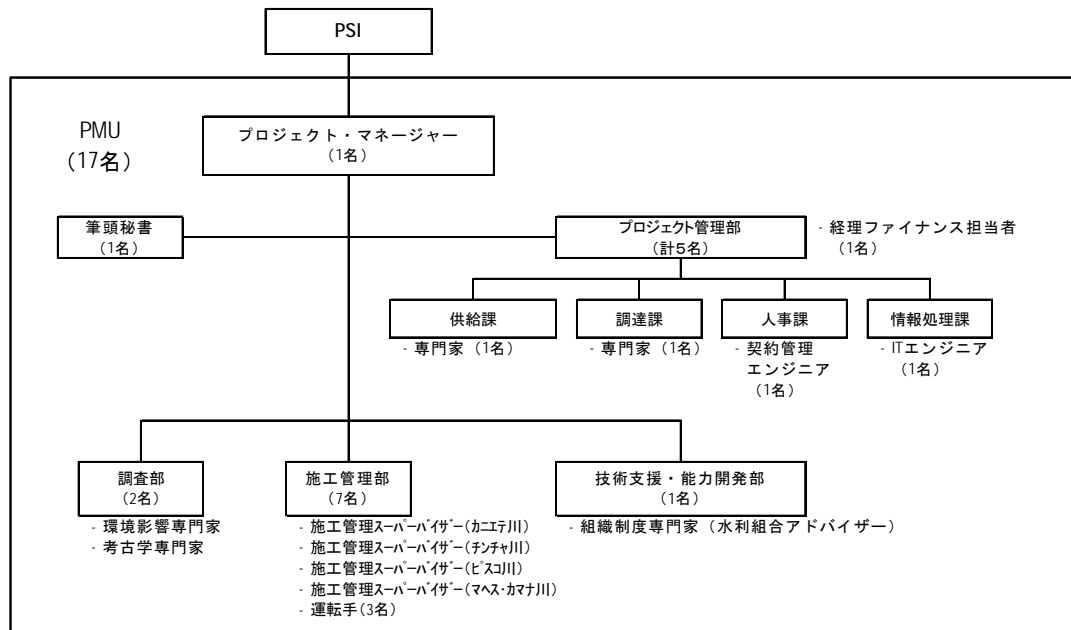 PSI
PMU
(17名)
プロジェクト・マネージャー
(1名)
筆頭秘書
(1名)
プロジェクト管理部
(計５名)
- 経理ファイナンス担当者
(1名)
供給課
調達課
人事課
情報処理課
- 専門家 (1名)
- 専門家 (1名)
- 契約管理
エンジニア
(1名)
- ITエンジニア
(1名)
調査部
(2名)
施工管理部
(7名)
技術支援・能力開発部
(1名)
- 環境影響専門家
- 考古学専門家
- 施工管理ｽｰﾊﾟｰﾊﾞｲｻﾞｰ(ｶﾆｴﾃ川)
- 施工管理ｽｰﾊﾟｰﾊﾞｲｻﾞｰ(ﾁﾝﾁｬ川)
- 施工管理ｽｰﾊﾟｰﾊﾞｲｻﾞｰ(ﾋﾟｽｺ川)
- 施工管理ｽｰﾊﾟｰﾊﾞｲｻﾞｰ(ﾏﾍｽ･ｶﾏﾅ川)
- 運転手(3名)
- 組織制度専門家 (水利組合アドバイザー)